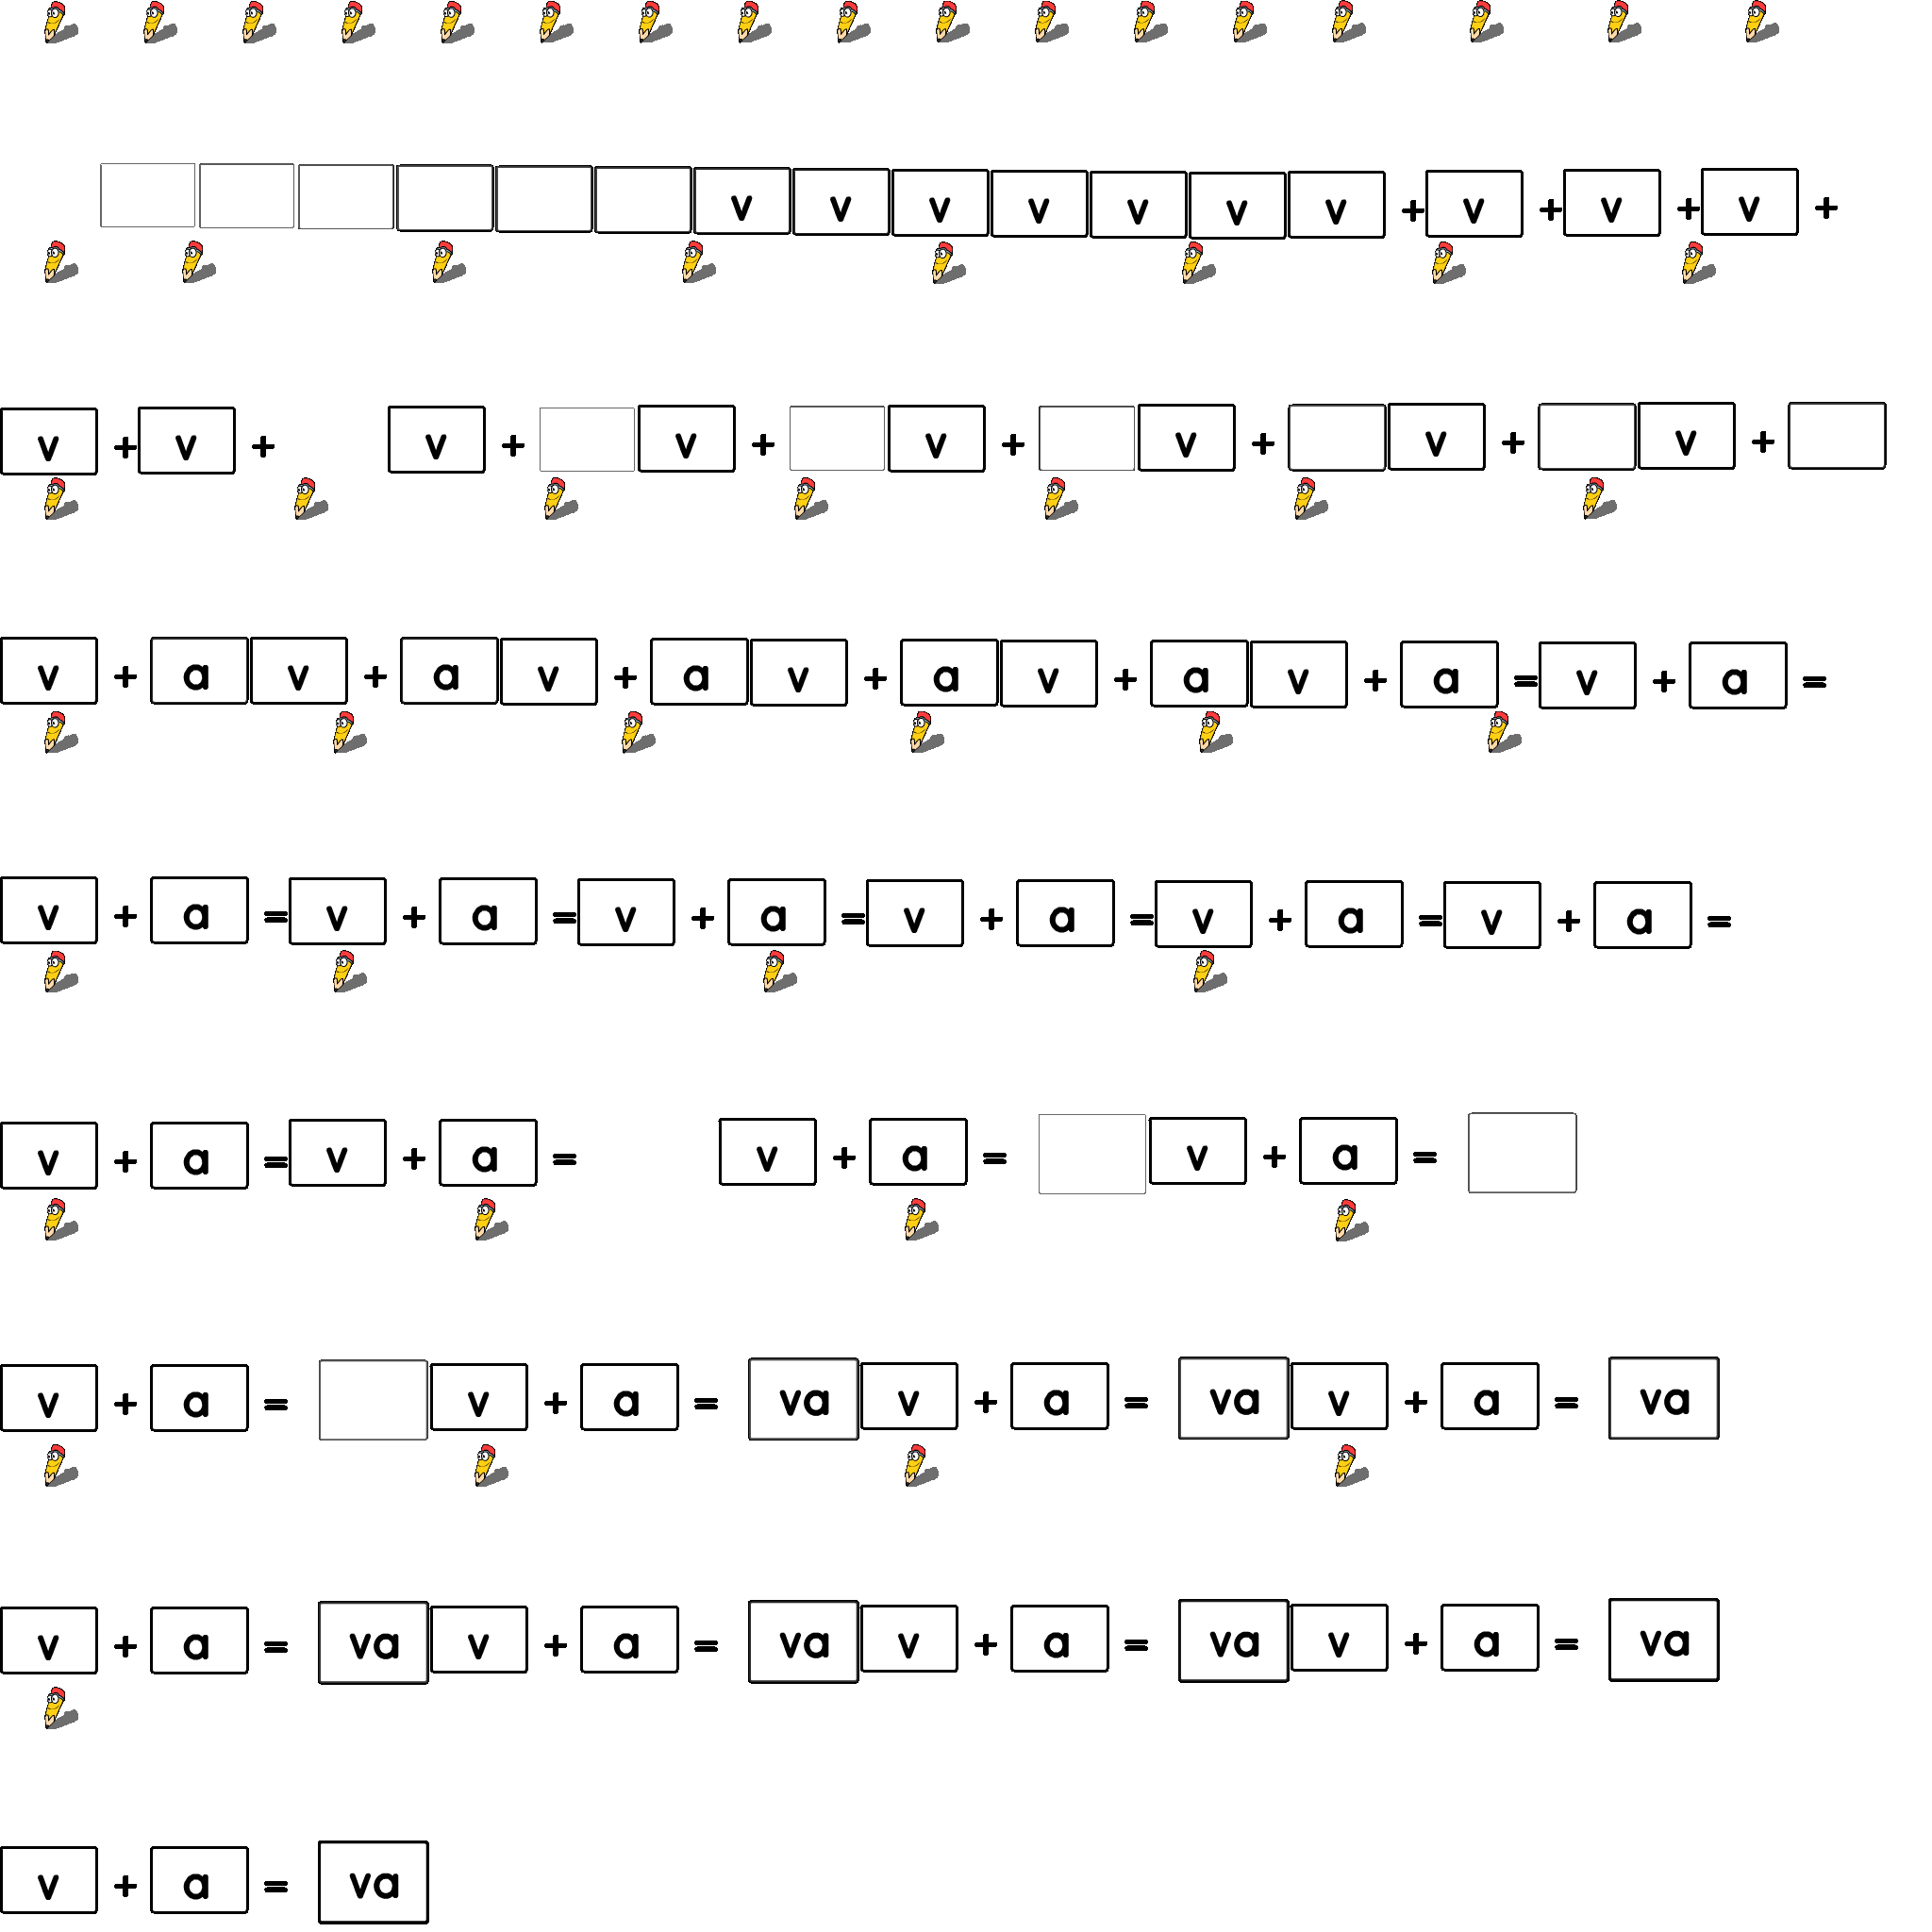 v v v v v v v + v + v + v +
v + v + v + v + v + v + v + v +
v + a v + a v + a v + a v + a v + a = v + a =
v + a = v + a = v + a = v + a = v + a = v + a =
v + a = v + a = v + a = v + a =
v + a = v + a = va v + a = va v + a = va
v + a = va v + a = va v + a = va v + a = va
v + a = va